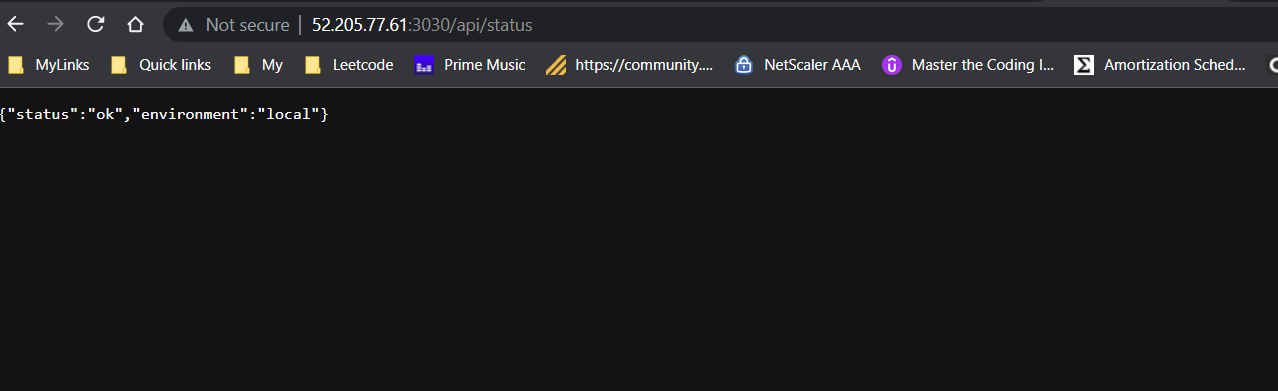 Not secure | 52.205.77.61:3030/api/status
MyLinks Quick links My Leetcode Prime Music https://community.... NetScaler AAA Master the Coding I... Amortization Sched...
{"status":"ok","environment":"local"}